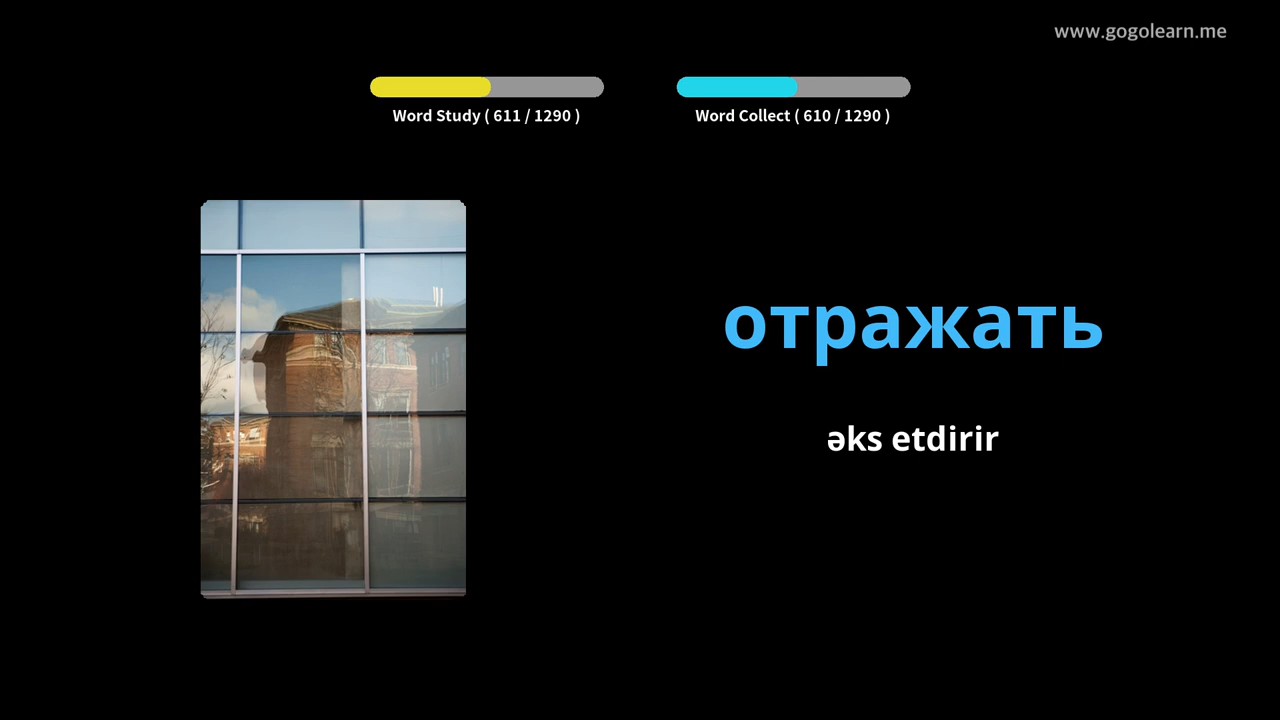 www.gogolearn.me
Word Study ( 611 / 1290 )
Word Collect ( 610 / 1290 )
отражать
əks etdirir